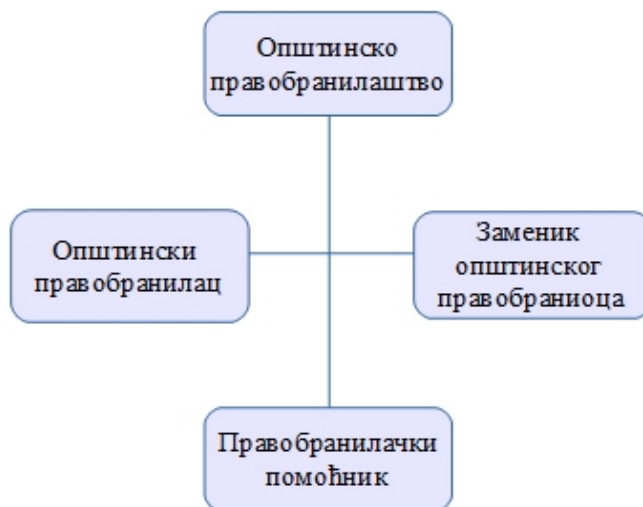 Општинско
правобранилаштво
Општински
правобранилац
Заменик
општинског
правобраниоца
Правобранилачки
помоћник